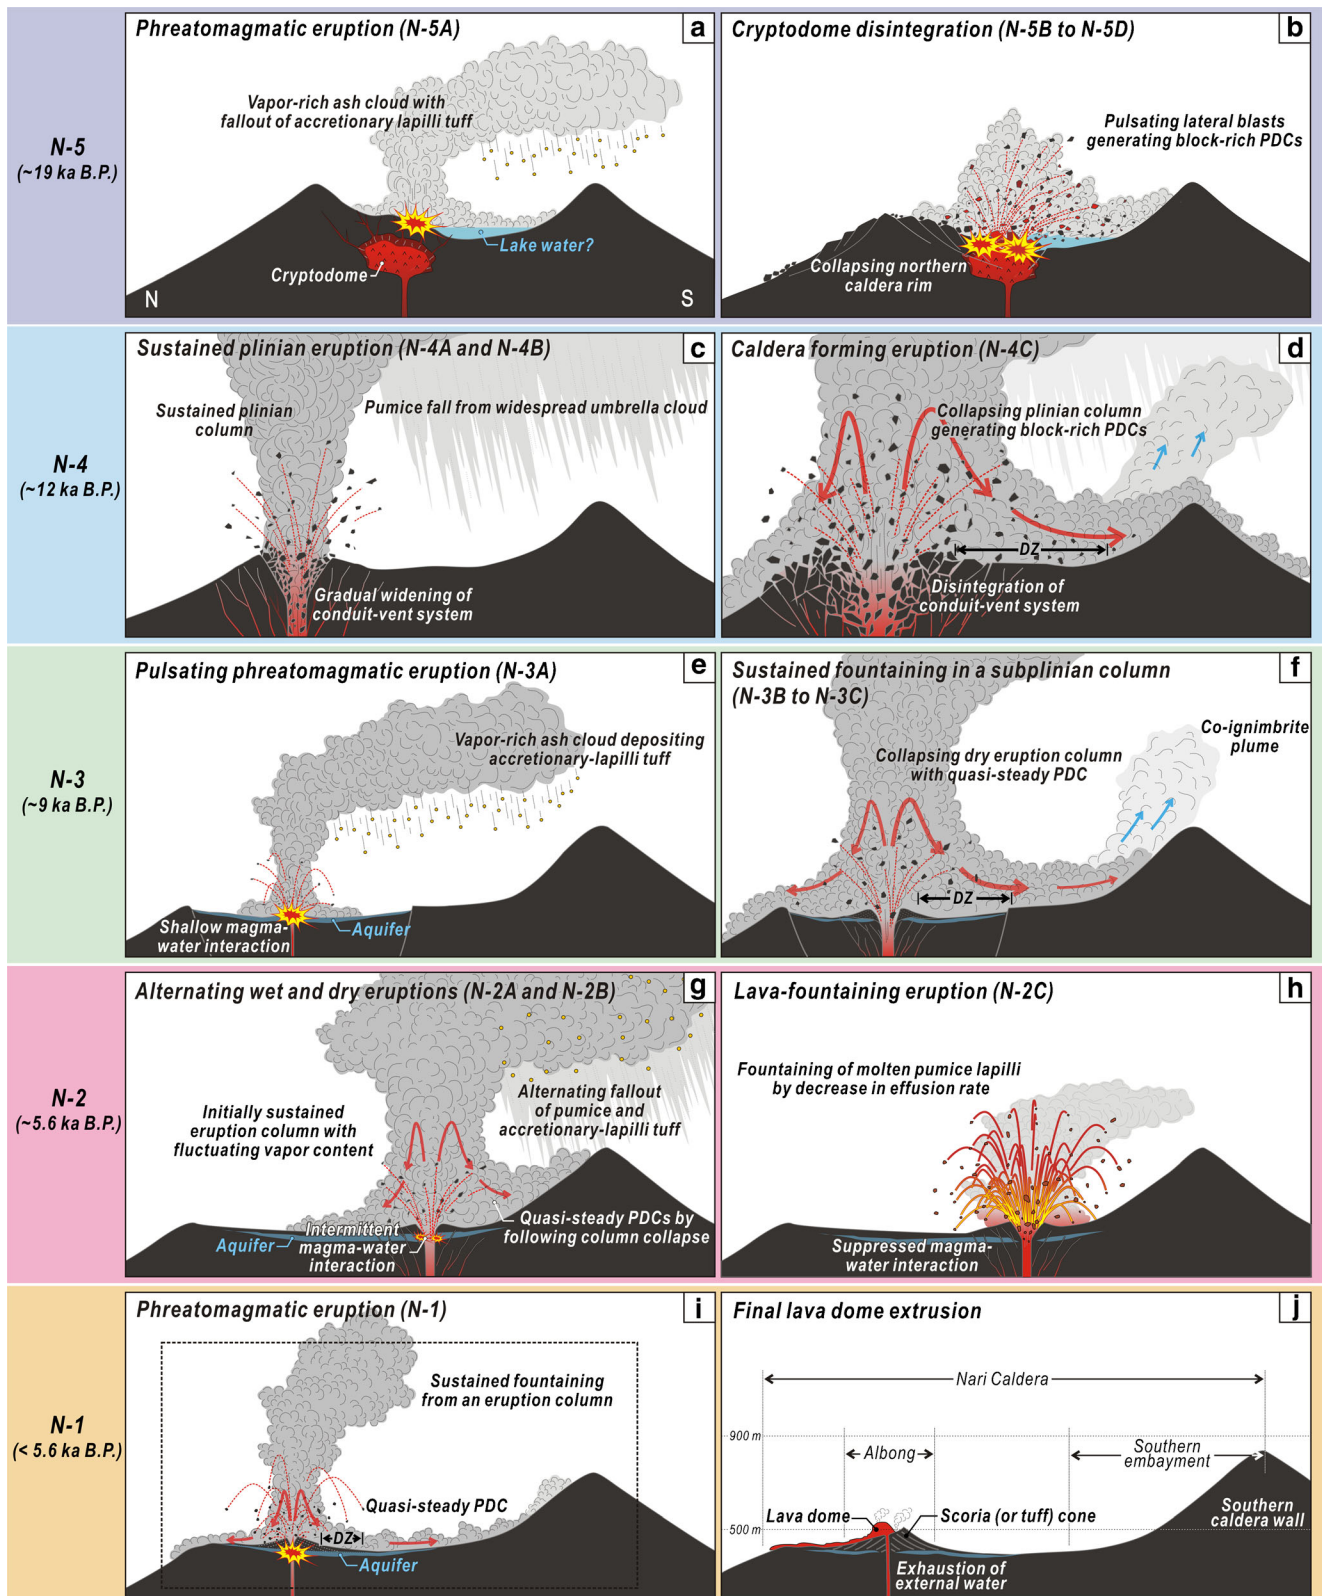 N-5
(~19 ka B.P.)
Phreatomagmatic eruption (N-5A)
a
Vapor-rich ash cloud with
fallout of accretionary lapilli tuff
Lake water?
Cryptodome
N
S
Cryptodome disintegration (N-5B to N-5D)
b
Pulsating lateral blasts
generating block-rich PDCs
Collapsing northern
caldera rim
N-4
(~12 ka B.P.)
Sustained plinian eruption (N-4A and N-4B)
c
Sustained plinian
column
Pumice fall from widespread umbrella cloud
Gradual widening of
conduit-vent system
Caldera forming eruption (N-4C)
d
Collapsing plinian column
generating block-rich PDCs
DZ
Disintegration of
conduit-vent system
N-3
(~9 ka B.P.)
Pulsating phreatomagmatic eruption (N-3A)
e
Vapor-rich ash cloud depositing
accretionary-lapilli tuff
Shallow magma-
water interaction
Aquifer
Sustained fountaining in a subplinian column
(N-3B to N-3C)
f
Co-ignimbrite
plume
Collapsing dry eruption column
with quasi-steady PDC
DZ
N-2
(~5.6 ka B.P.)
Alternating wet and dry eruptions (N-2A and N-2B)
g
Initially sustained
eruption column with
fluctuating vapor content
Alternating fallout
of pumice and
accretionary-lapilli tuff
Aquifer
Intermittent
magma-water
interaction
Quasi-steady PDCs by
following column collapse
Lava-fountaining eruption (N-2C)
h
Fountaining of molten pumice lapilli
by decrease in effusion rate
Suppressed magma-
water interaction
N-1
(< 5.6 ka B.P.)
Phreatomagmatic eruption (N-1)
i
Sustained fountaining
from an eruption column
Quasi-steady PDC
DZ
Aquifer
Final lava dome extrusion
j
Nari Caldera
900 m
Albong
Southern
embayment
500 m
Lava dome
Scoria (or tuff) cone
Southern
caldera wall
Exhaustion of
external water